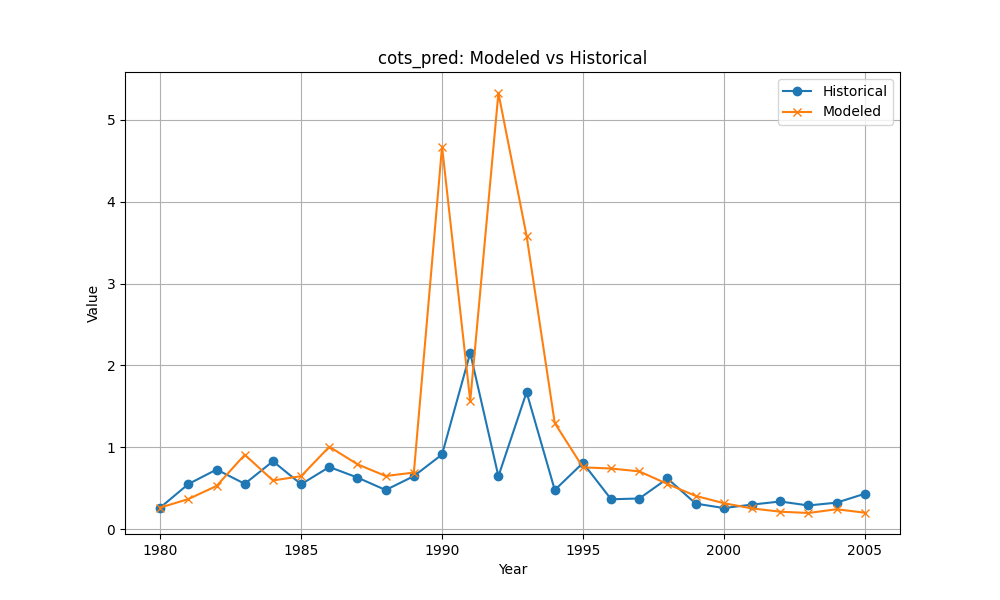 cots_pred: Modeled vs Historical
Historical
Modeled
Value
5
4
3
2
1
0
1980 1985 1990 1995 2000 2005
Year